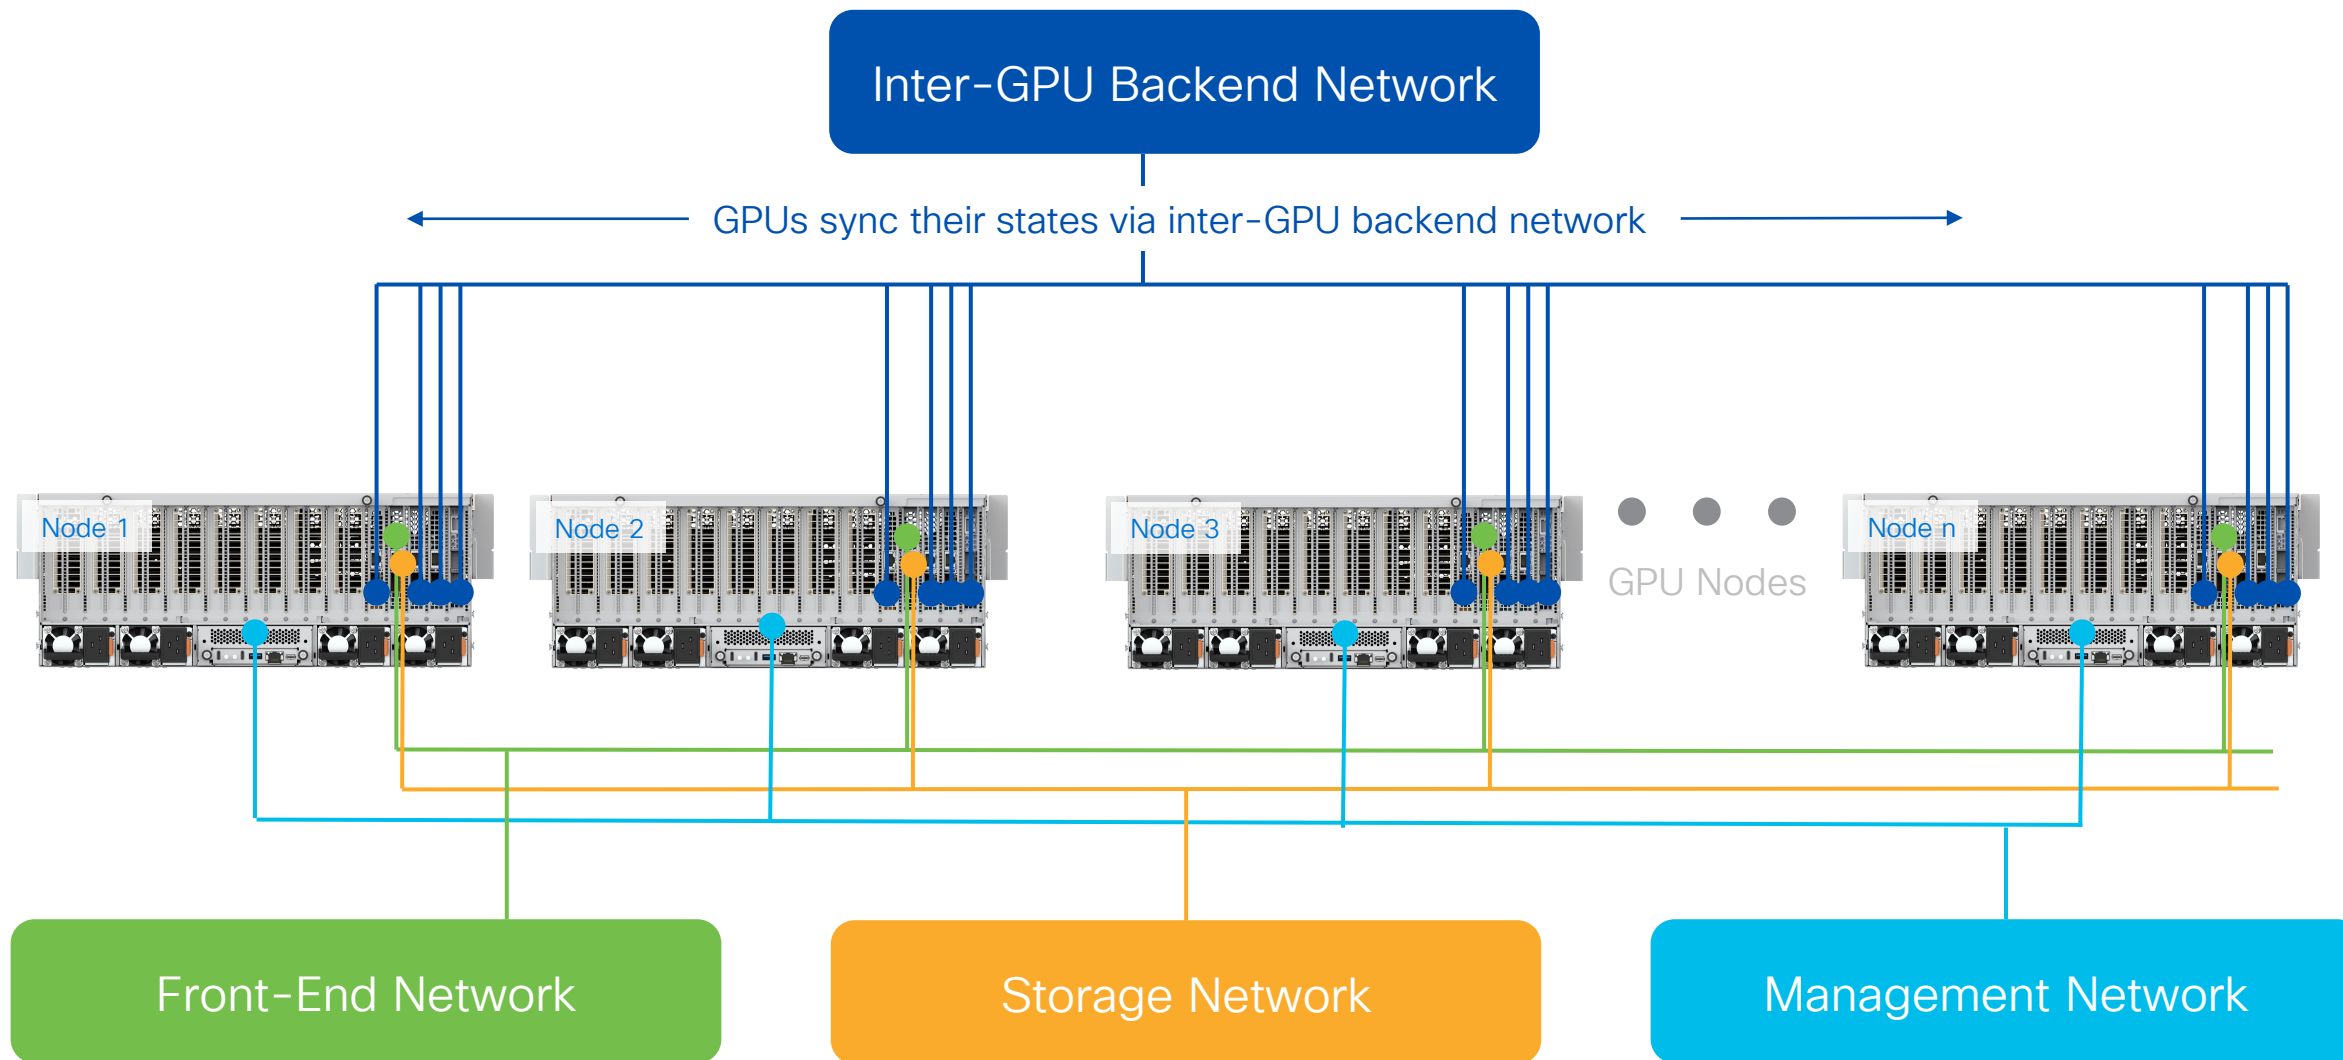 Inter-GPU Backend Network
GPUs sync their states via inter-GPU backend network
Node 1
Node 2
Node 3
Node n
GPU Nodes
Front-End Network
Storage Network
Management Network